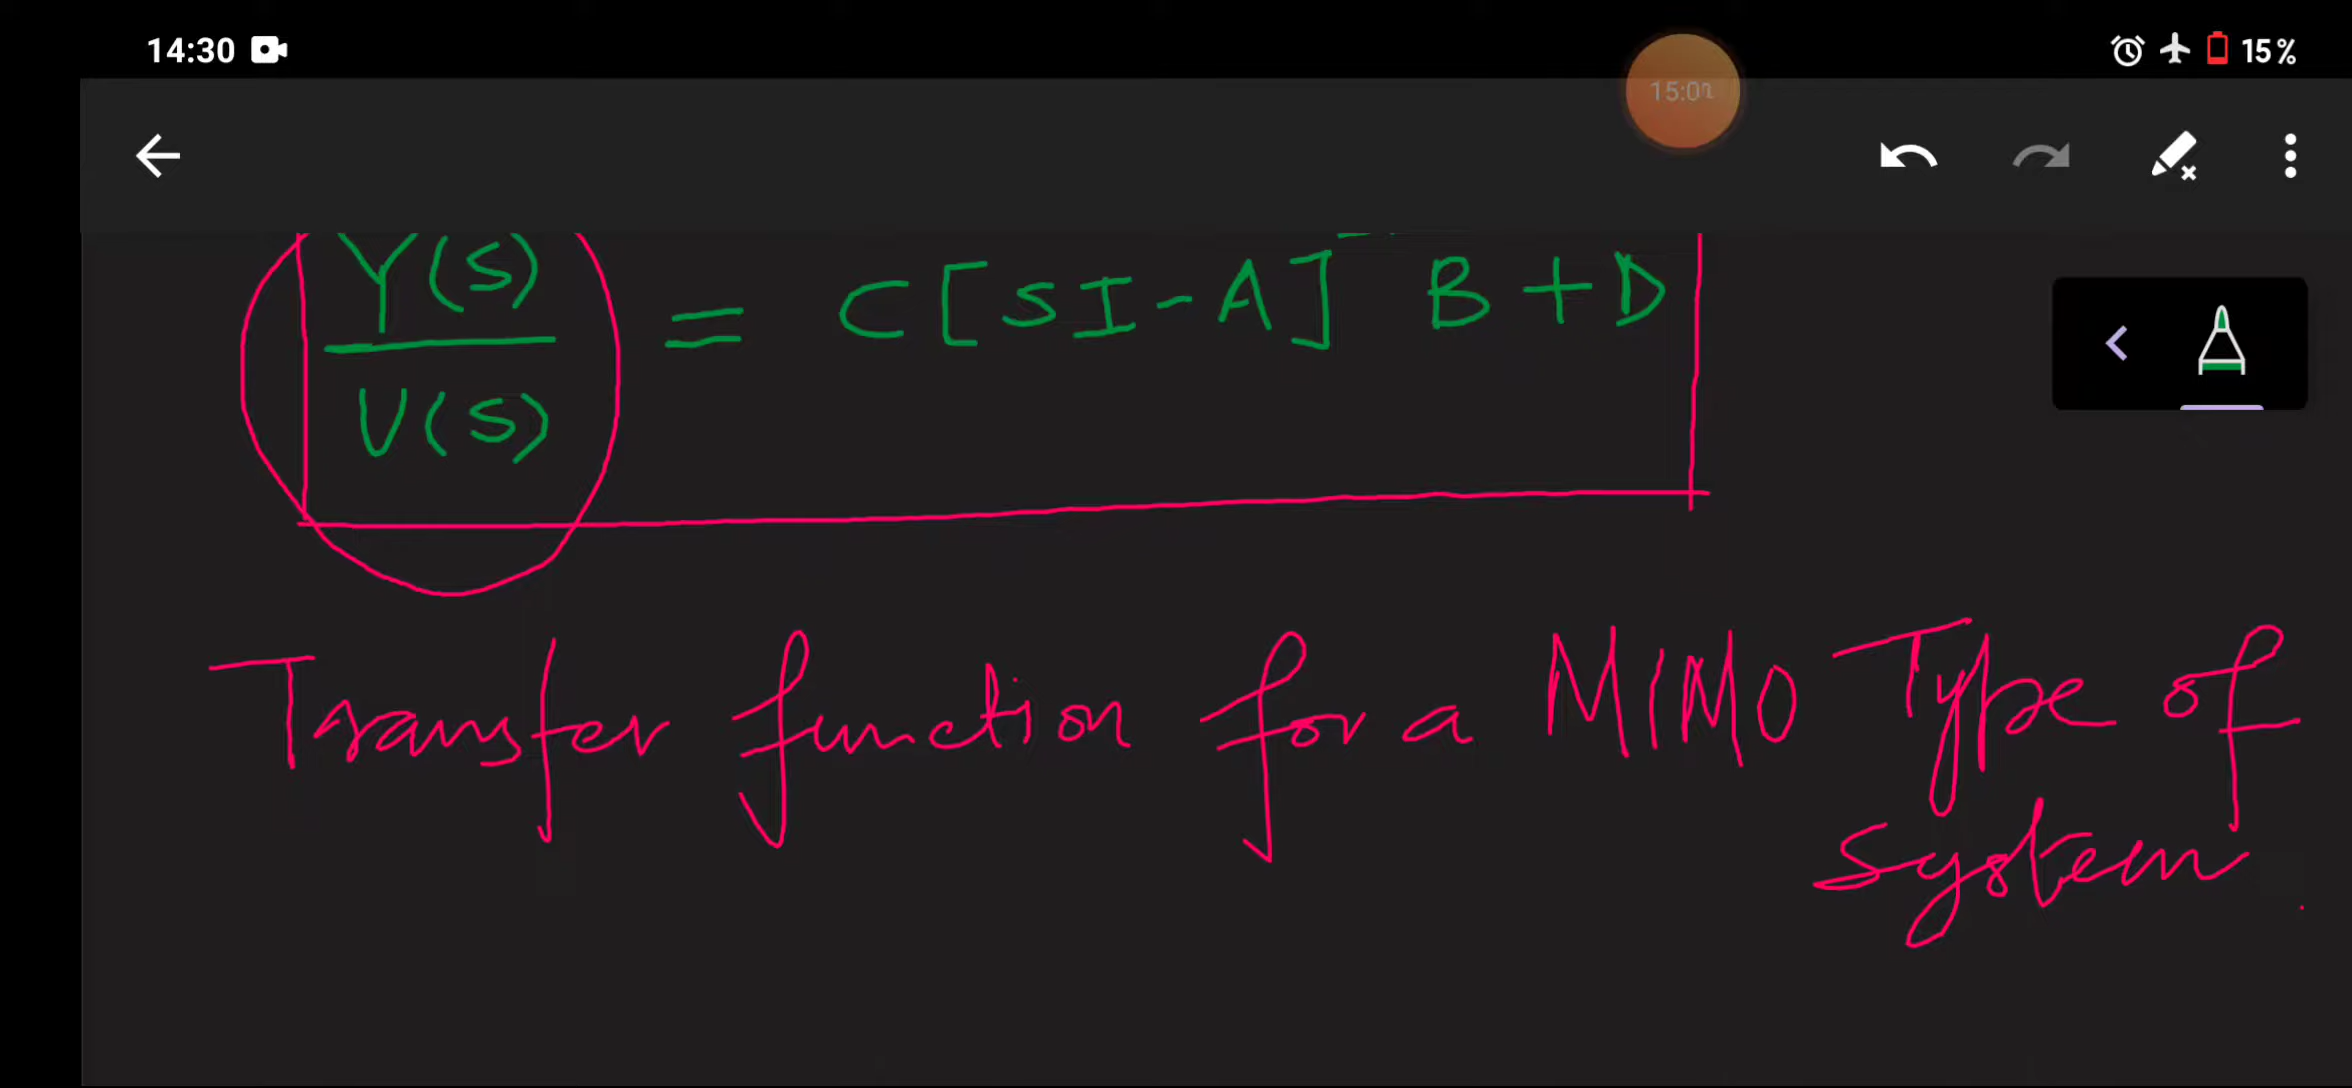 14:30
15%
15:01
Y(S)
= C[SI-A] B+D
U(S)
Transfer function for a MIMO Type of
system.